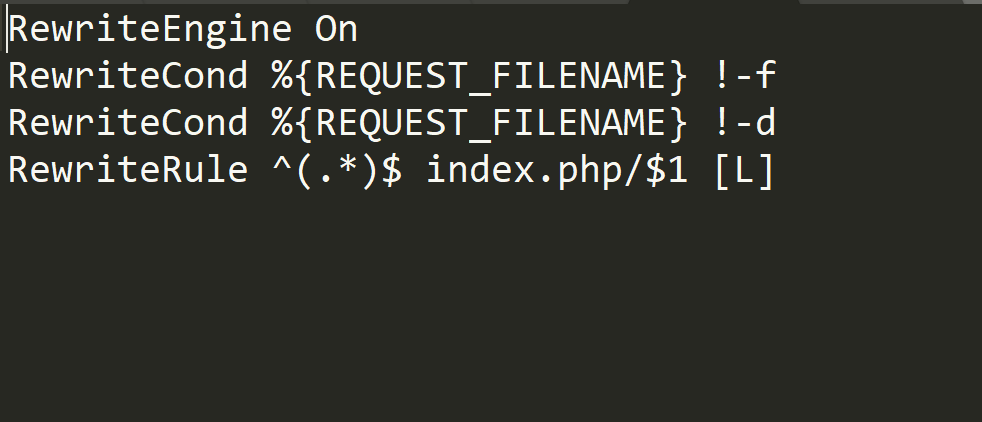 RewriteEngine On
RewriteCond %{REQUEST_FILENAME} !-f
RewriteCond %{REQUEST_FILENAME} !-d
RewriteRule ^(.*)$ index.php/$1 [L]